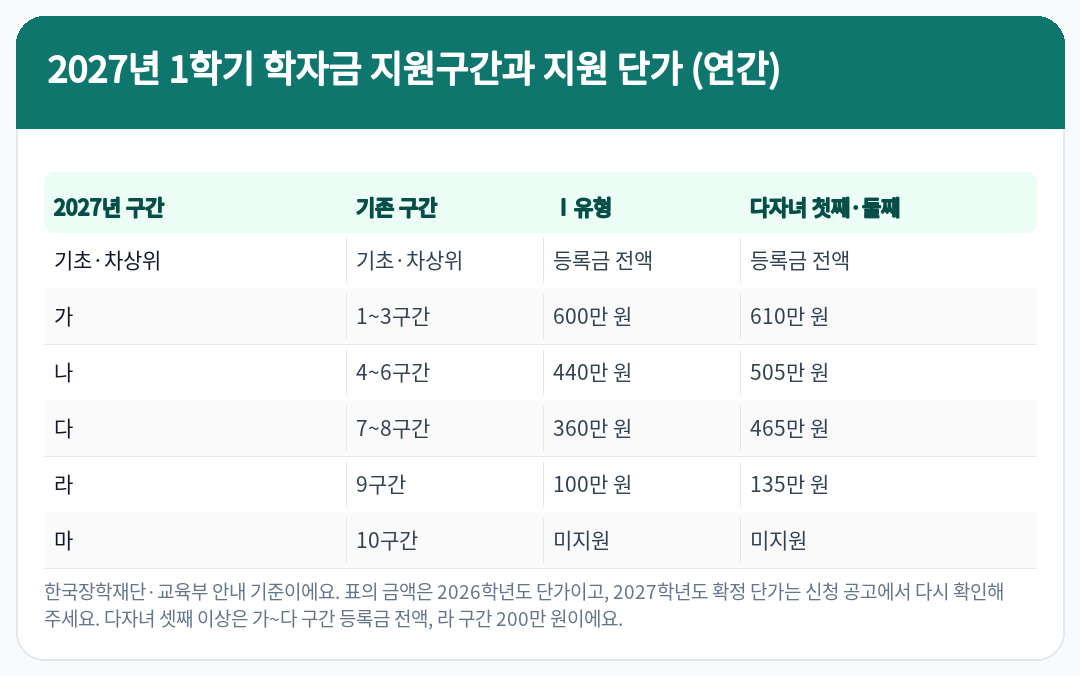 2027년 1학기 학자금 지원구간과 지원 단가 (연간)
2027년 구간 기존 구간 Ⅰ유형 다자녀 첫째·둘째
기초·차상위 기초·차상위 등록금 전액 등록금 전액
가 1~3구간 600만 원 610만 원
나 4~6구간 440만 원 505만 원
다 7~8구간 360만 원 465만 원
라 9구간 100만 원 135만 원
마 10구간 미지원 미지원
한국장학재단·교육부 안내 기준이에요. 표의 금액은 2026학년도 단가이고, 2027학년도 확정 단가는 신청 공고에서 다시 확인해
주세요. 다자녀 셋째 이상은 가~다 구간 등록금 전액, 라 구간 200만 원이에요.